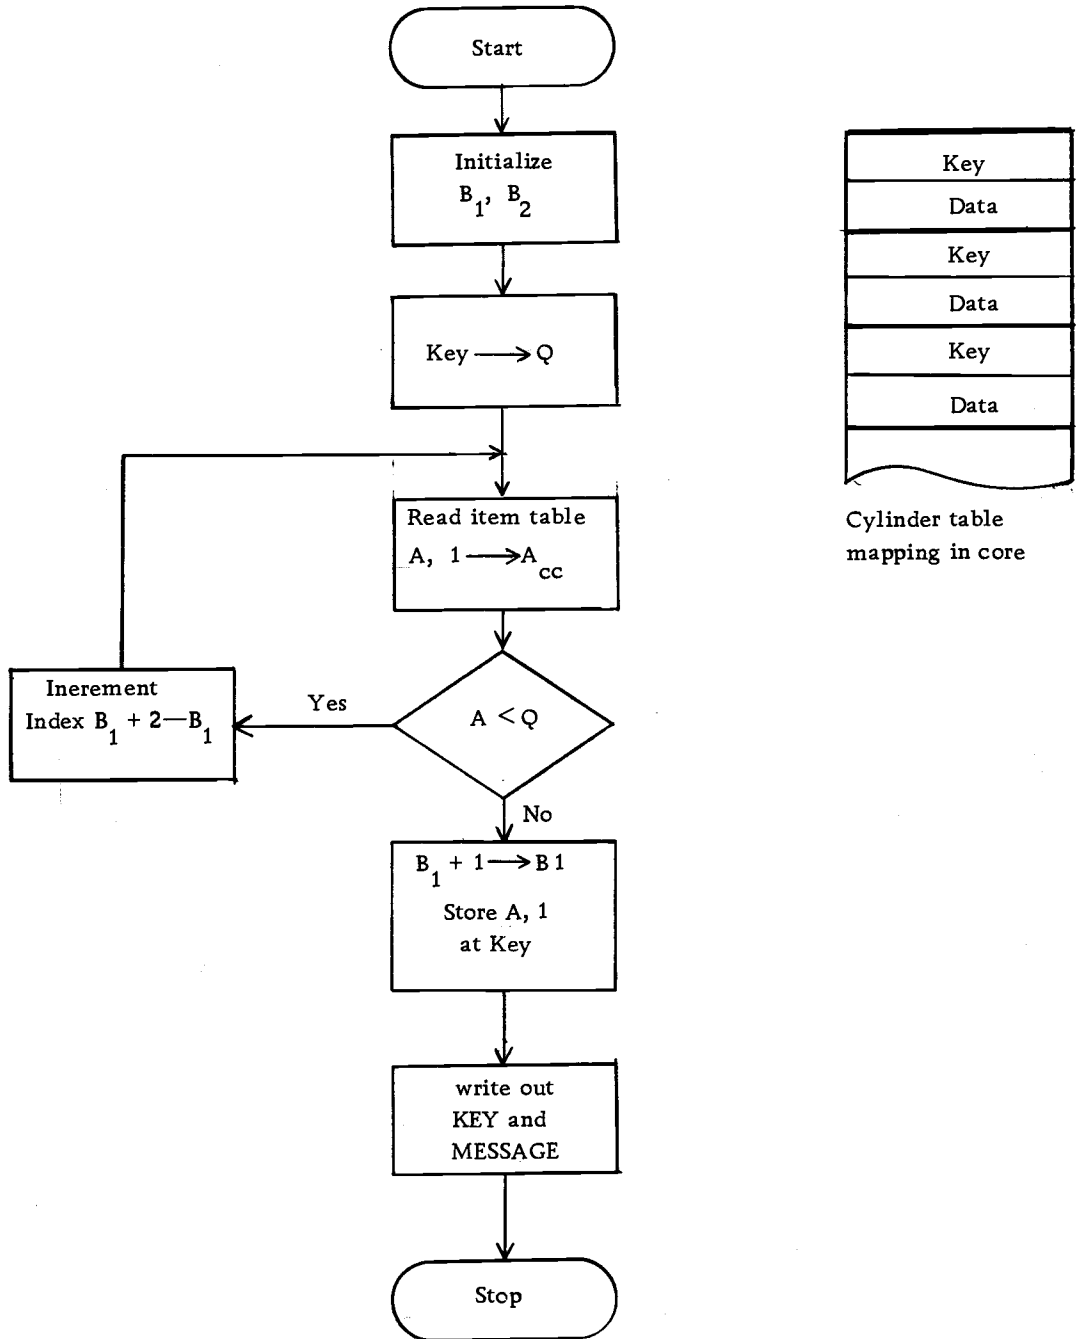 Start
Initialize
B₁, B₂
Key → Q
Read item table
A, 1 → A_cc
A < Q
Yes
Inerement
Index B₁ + 2—B₁
No
B₁ + 1 → B1
Store A, 1
at Key
write out
KEY and
MESSAGE
Stop
Key
Data
Key
Data
Key
Data
Cylinder table
mapping in core